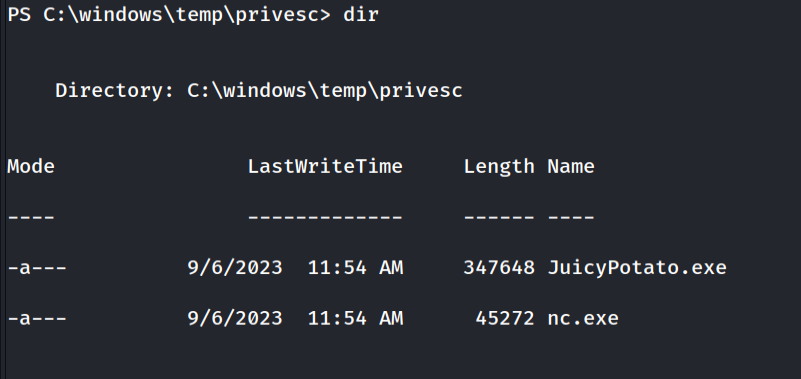 PS C:\windows\temp\privesc> dir
Directory: C:\windows\temp\privesc
Mode LastWriteTime Length Name
---- ------------- ------ ----
-a--- 9/6/2023 11:54 AM 347648 JuicyPotato.exe
-a--- 9/6/2023 11:54 AM 45272 nc.exe